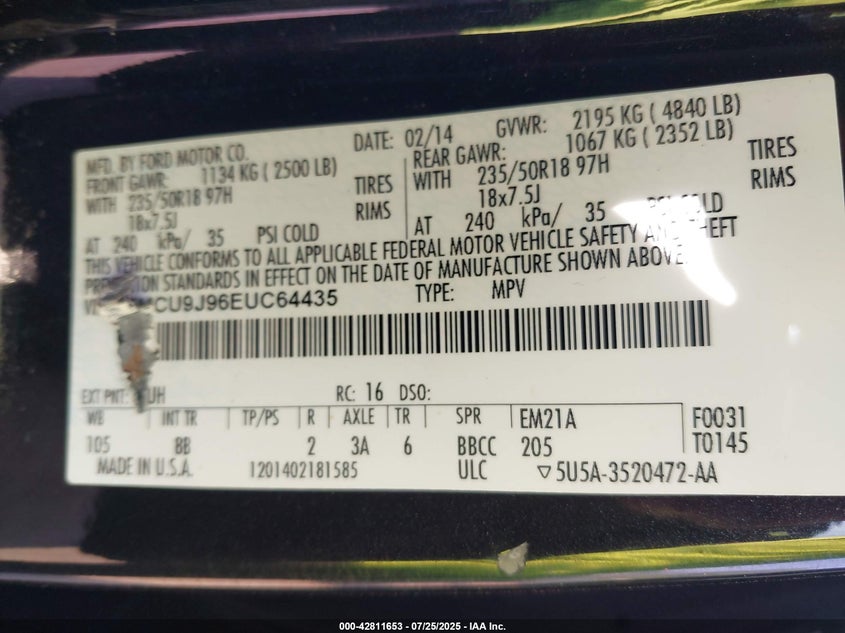 MFD. BY FORD MOTOR CO. DATE: 02/14 GVWR: 2195 KG ( 4840 LB)
FRONT GAWR: 1134 KG ( 2500 LB) REAR GAWR: 1067 KG ( 2352 LB)
WITH 235/50R18 97H TIRES WITH 235/50R18 97H TIRES
18x7.5J RIMS 18x7.5J RIMS
AT 240 kPa/ 35 PSI COLD AT 240 kPa/ 35 PSI COLD
THIS VEHICLE CONFORMS TO ALL APPLICABLE FEDERAL MOTOR VEHICLE SAFETY AND THEFT
STANDARDS IN EFFECT ON THE DATE OF MANUFACTURE SHOWN ABOVE.
CU9J96EUC64435 TYPE: MPV
EXT PNT: UH RC: 16 DSO:
WB INT TR TP/PS R AXLE TR SPR EM21A F0031
105 BB 2 3A 6 BBCC 205 T0145
MADE IN U.S.A. 1201402181585 ULC ▽5U5A-3520472-AA
000-42811653 / 07/25/2025 - IAA Inc.